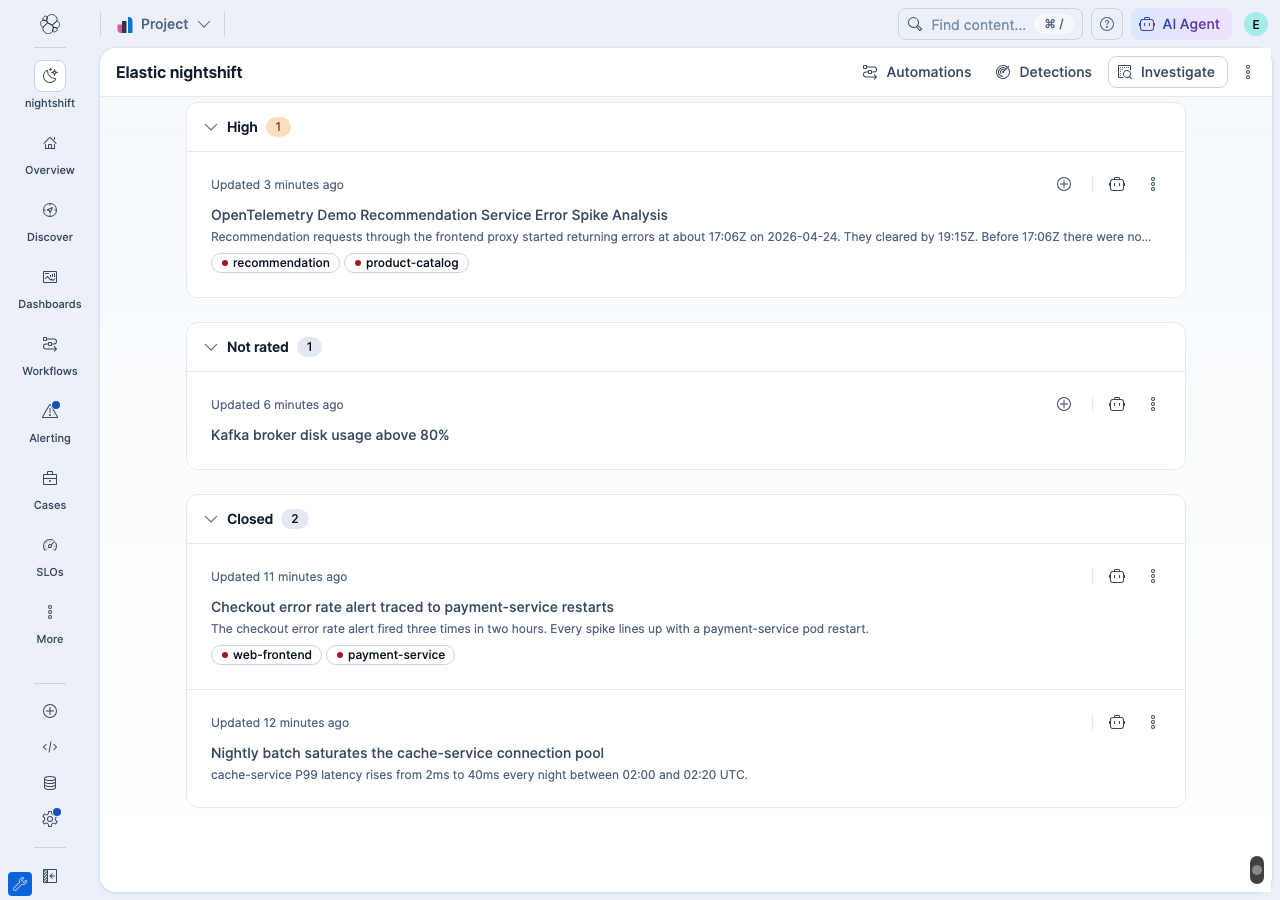 Project
Find content...
⌘ /
AI Agent
E
Elastic nightshift
Automations
Detections
Investigate
nightshift
Overview
Discover
Dashboards
Workflows
Alerting
Cases
SLOs
More
High 1
Updated 3 minutes ago
OpenTelemetry Demo Recommendation Service Error Spike Analysis
Recommendation requests through the frontend proxy started returning errors at about 17:06Z on 2026-04-24. They cleared by 19:15Z. Before 17:06Z there were no...
recommendation product-catalog
Not rated 1
Updated 6 minutes ago
Kafka broker disk usage above 80%
Closed 2
Updated 11 minutes ago
Checkout error rate alert traced to payment-service restarts
The checkout error rate alert fired three times in two hours. Every spike lines up with a payment-service pod restart.
web-frontend payment-service
Updated 12 minutes ago
Nightly batch saturates the cache-service connection pool
cache-service P99 latency rises from 2ms to 40ms every night between 02:00 and 02:20 UTC.